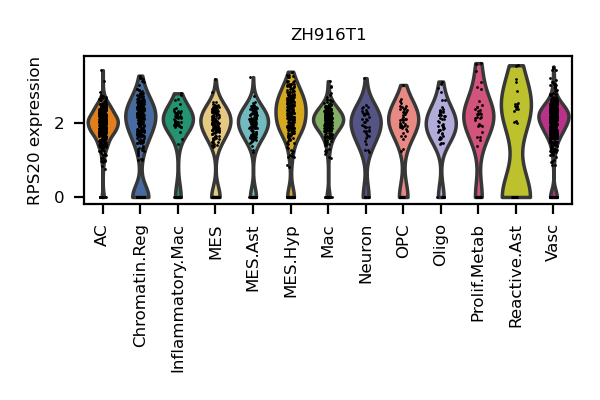 ZH916T1
RPS20 expression
2
0
AC
Chromatin.Reg
Inflammatory.Mac
MES
MES.Ast
MES.Hyp
Mac
Neuron
OPC
Oligo
Prolif.Metab
Reactive.Ast
Vasc